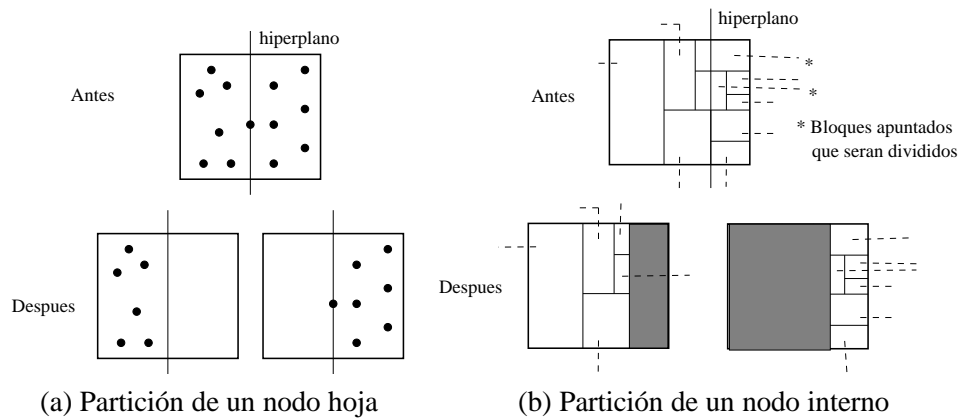 hiperplano
Antes
Despues
(a) Partición de un nodo hoja
hiperplano
*
*
Antes
* Bloques apuntados
que seran divididos
Despues
(b) Partición de un nodo interno